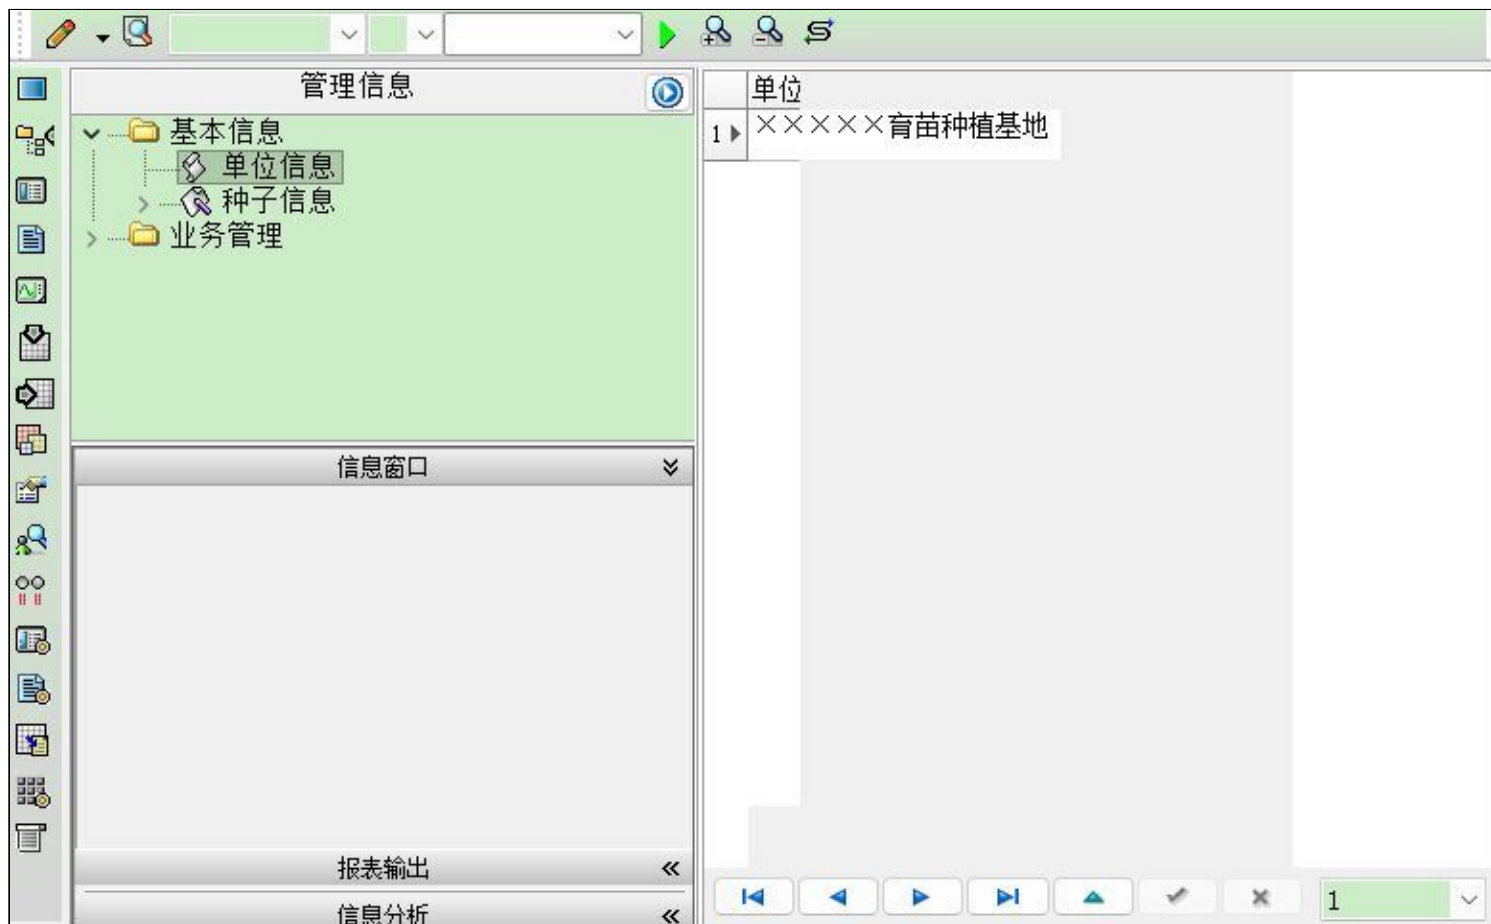 管理信息
基本信息
单位信息
种子信息
业务管理
信息窗口
报表输出
信息分析
单位
1 ×××××育苗种植基地
1